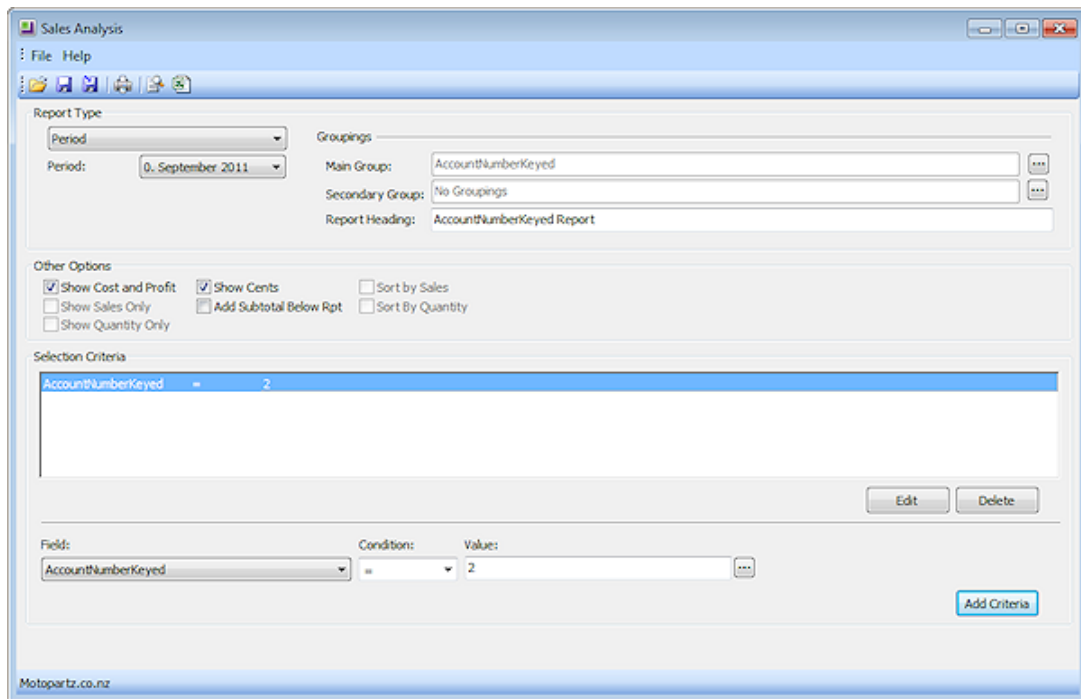 Sales Analysis
File Help
Report Type
Period
Groupings
Period: 0. September 2011
Main Group: AccountNumberKeyed ...
Secondary Group: No Groupings ...
Report Heading: AccountNumberKeyed Report
Other Options
Show Cost and Profit Show Cents Sort by Sales
Show Sales Only Add Subtotal Below Rpt Sort By Quantity
Show Quantity Only
Selection Criteria
AccountNumberKeyed = 2
Edit Delete
Field: Condition: Value:
AccountNumberKeyed = 2 ...
Add Criteria
Motopartz.co.nz